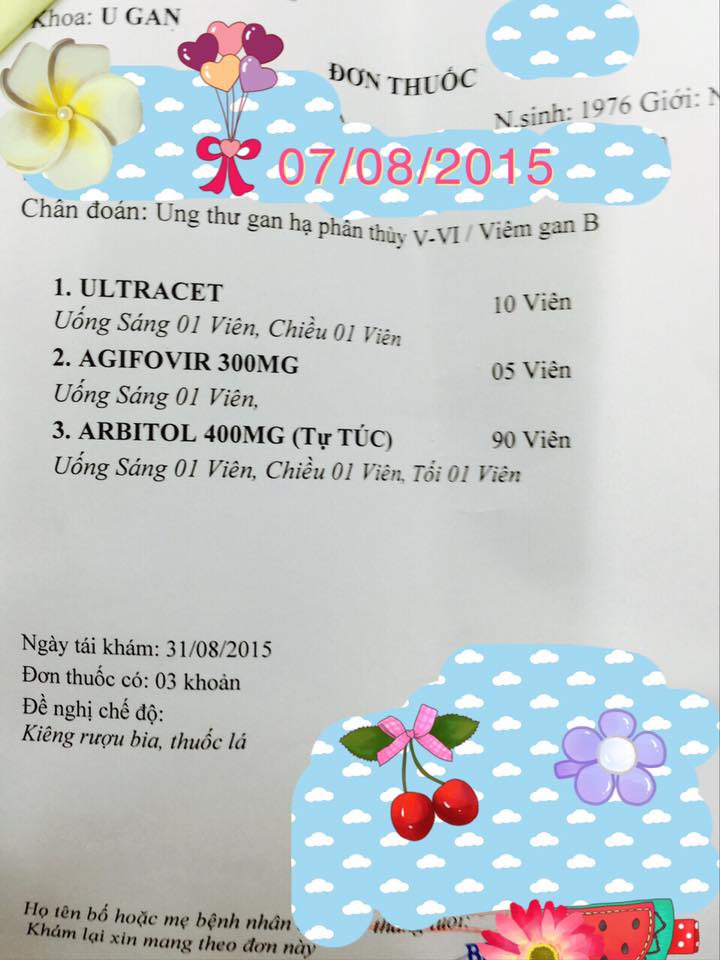 Khoa: U GAN
ĐƠN THUỐC
N.sinh: 1976 Giới:
07/08/2015
Chân đoán: Ung thư gan hạ phân thùy V-VI / Viêm gan B
1. ULTRACET 10 Viên
Uống Sáng 01 Viên, Chiều 01 Viên
2. AGIFOVIR 300MG 05 Viên
Uống Sáng 01 Viên,
3. ARBITOL 400MG (Tự TÚC) 90 Viên
Uống Sáng 01 Viên, Chiều 01 Viên, Tối 01 Viên
Ngày tái khám: 31/08/2015
Đơn thuốc có: 03 khoản
Đề nghị chế độ:
Kiêng rượu bia, thuốc lá
Họ tên bố hoặc mẹ bệnh nhân
Khám lại xin mang theo đơn này